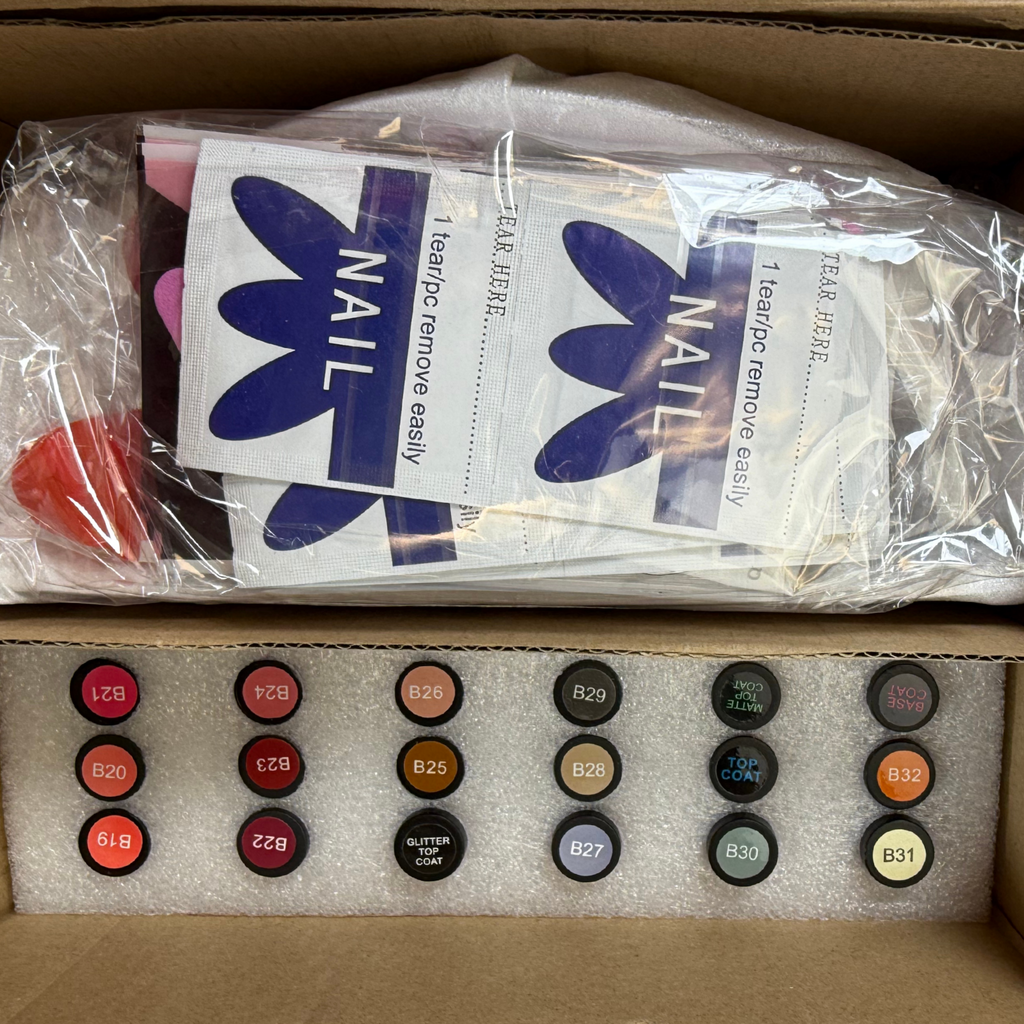 NAIL
1 tear/pc remove easily
TEAR HERE
NAIL
1 tear/pc remove easily
TEAR HERE
B21
B24
B26
B29
MATTE
TOP
COAT
BASE
COAT
B20
B23
B25
B28
TOP
COAT
B32
B19
B22
GLITTER
TOP
COAT
B27
B30
B31